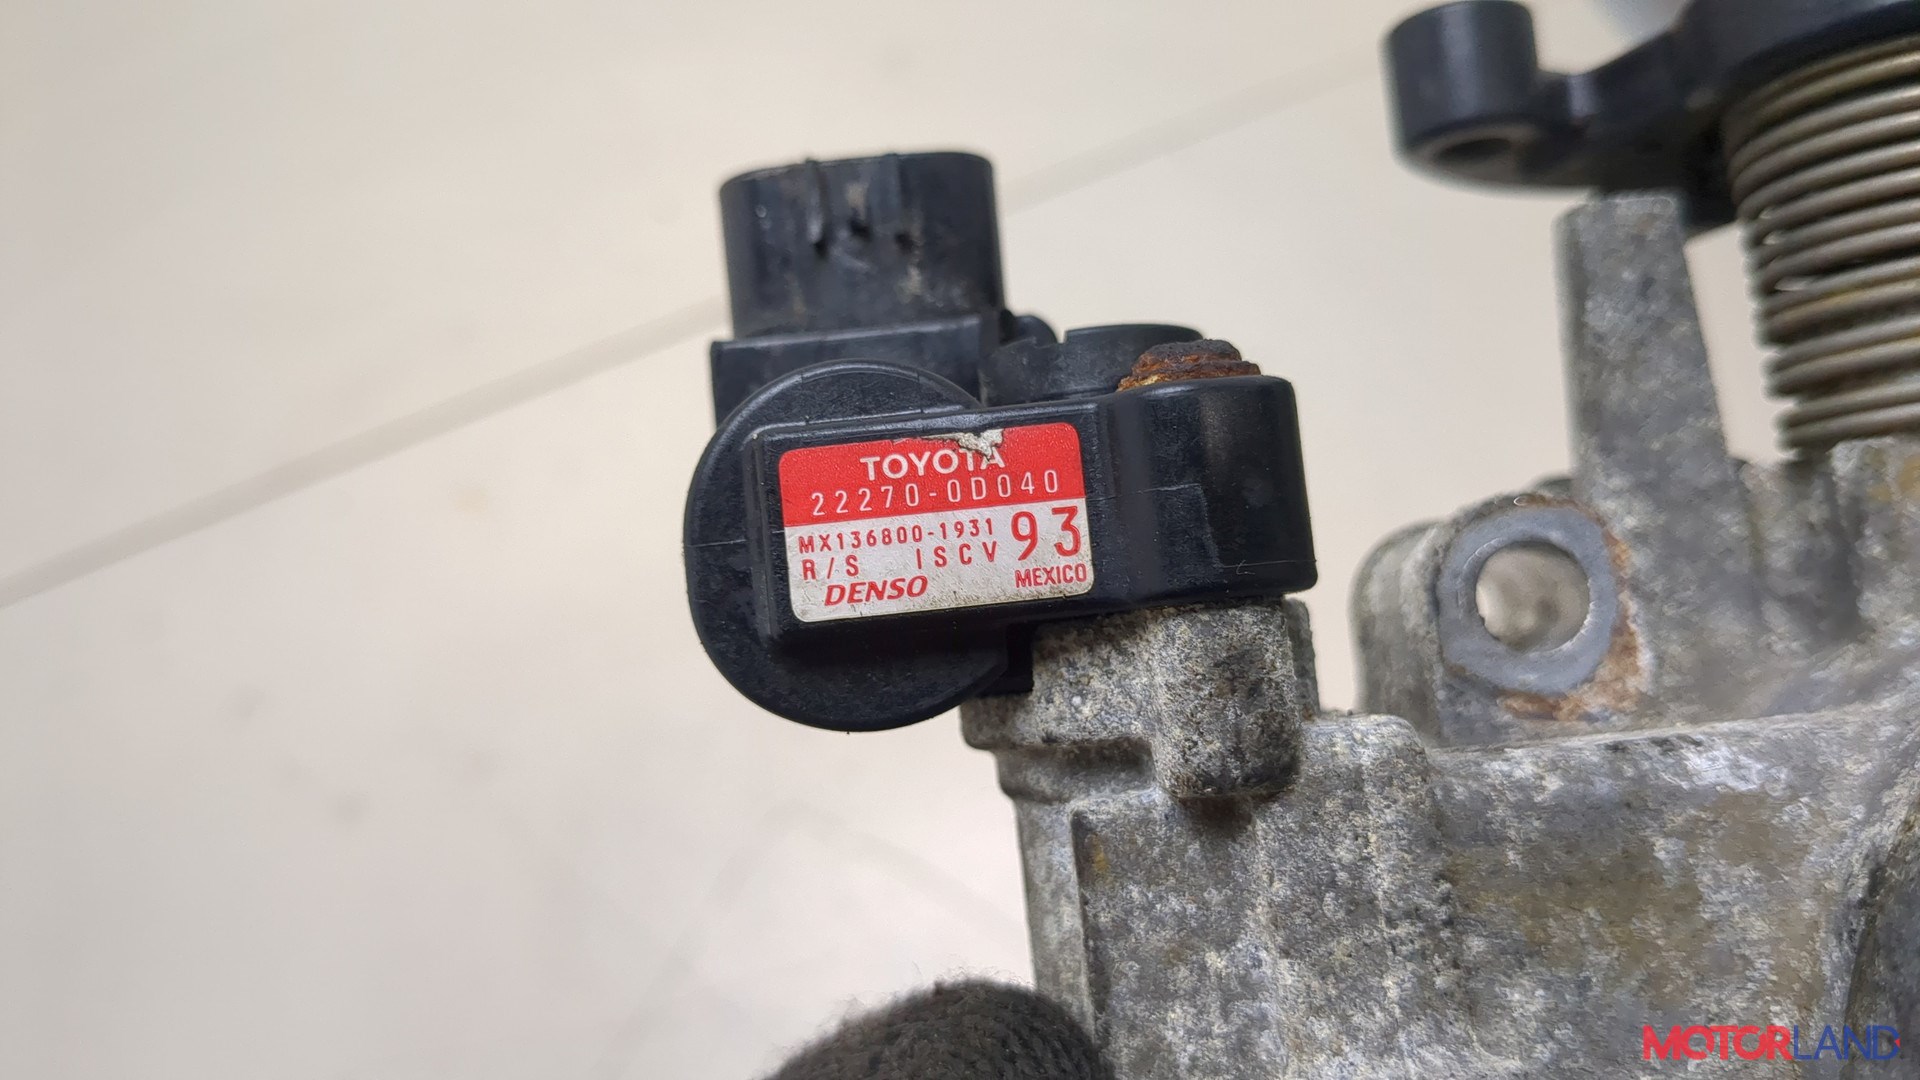 TOYOTA
22270-0D040
MX136800-1931 93
R/S ISCV
DENSO MEXICO
MOTORLAND